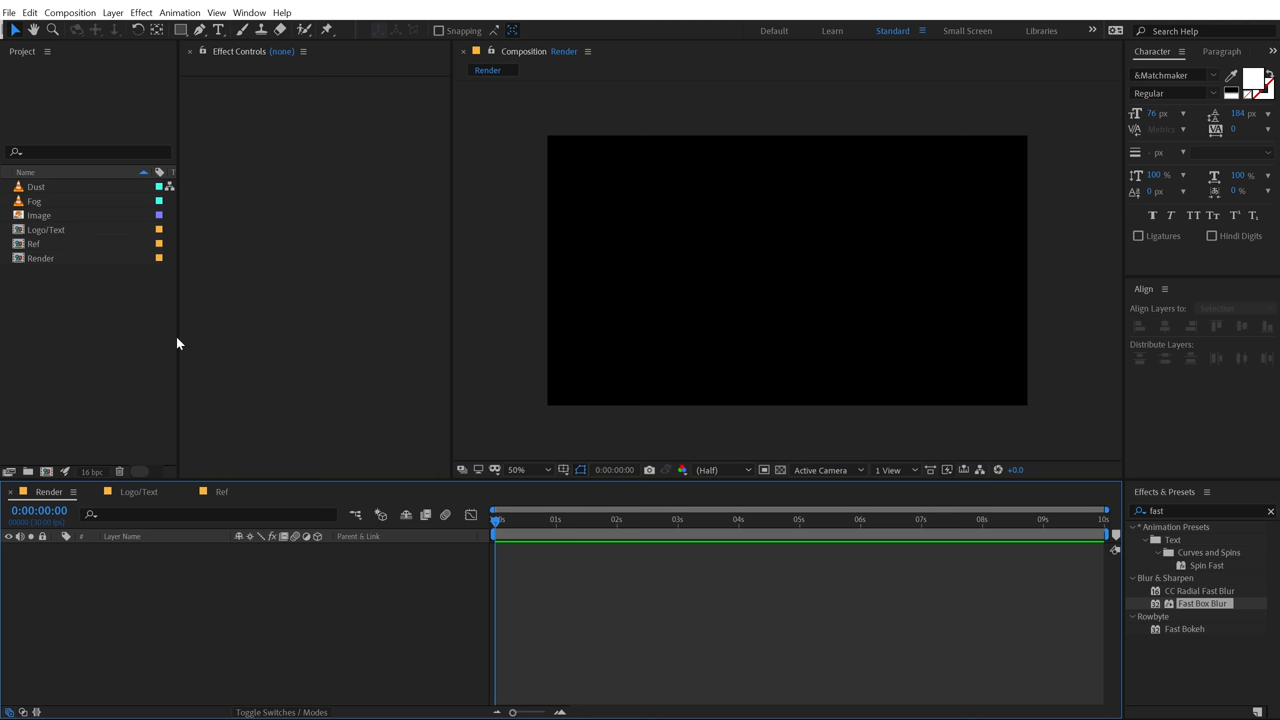 File Edit Composition Layer Effect Animation View Window Help
Snapping Default Learn Standard Small Screen Libraries Search Help
Project Effect Controls (none) Composition Render Character Paragraph
Render
&Matchmaker
Regular
76 px 184 px
Metrics 0
- px
100 % 100 %
0 px 0 %
T T TT Tт T¹ T₁
Ligatures Hindi Digits
Align
Align Layers to: Selection
Distribute Layers:
Name T
Dust
Fog
Image
Logo/Text
Ref
Render
16 bpc
50% 0:00:00:00 (Half) Active Camera 1 View +0.0
Render Logo/Text Ref
0:00:00:00
00000 (30.00 fps)
# Layer Name Parent & Link
01s 02s 03s 04s 05s 06s 07s 08s 09s 10s
Toggle Switches / Modes
Effects & Presets
fast
* Animation Presets
Text
Curves and Spins
Spin Fast
Blur & Sharpen
CC Radial Fast Blur
Fast Box Blur
Rowbyte
Fast Bokeh